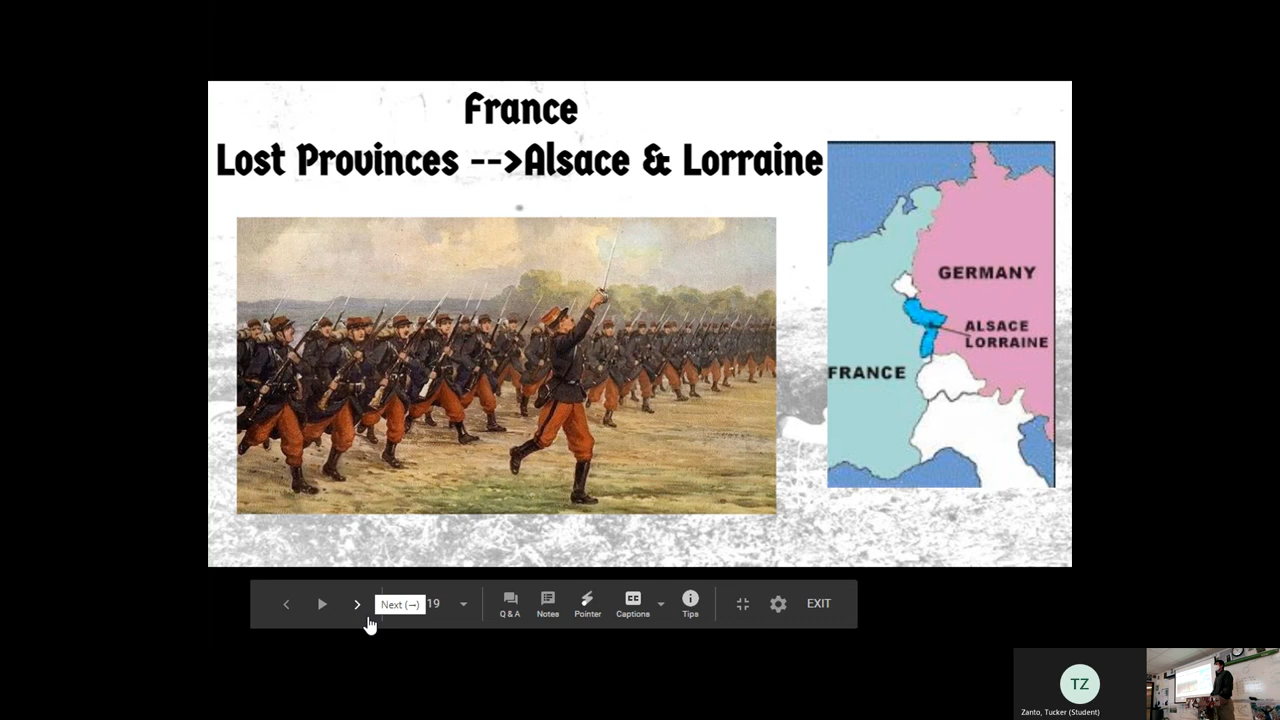 France
Lost Provinces -->Alsace & Lorraine
GERMANY
ALSACE
LORRAINE
FRANCE
Next (→)
19
Q & A
Notes
Pointer
CC
Captions
Tips
EXIT
TZ
Zanto, Tucker (Student)